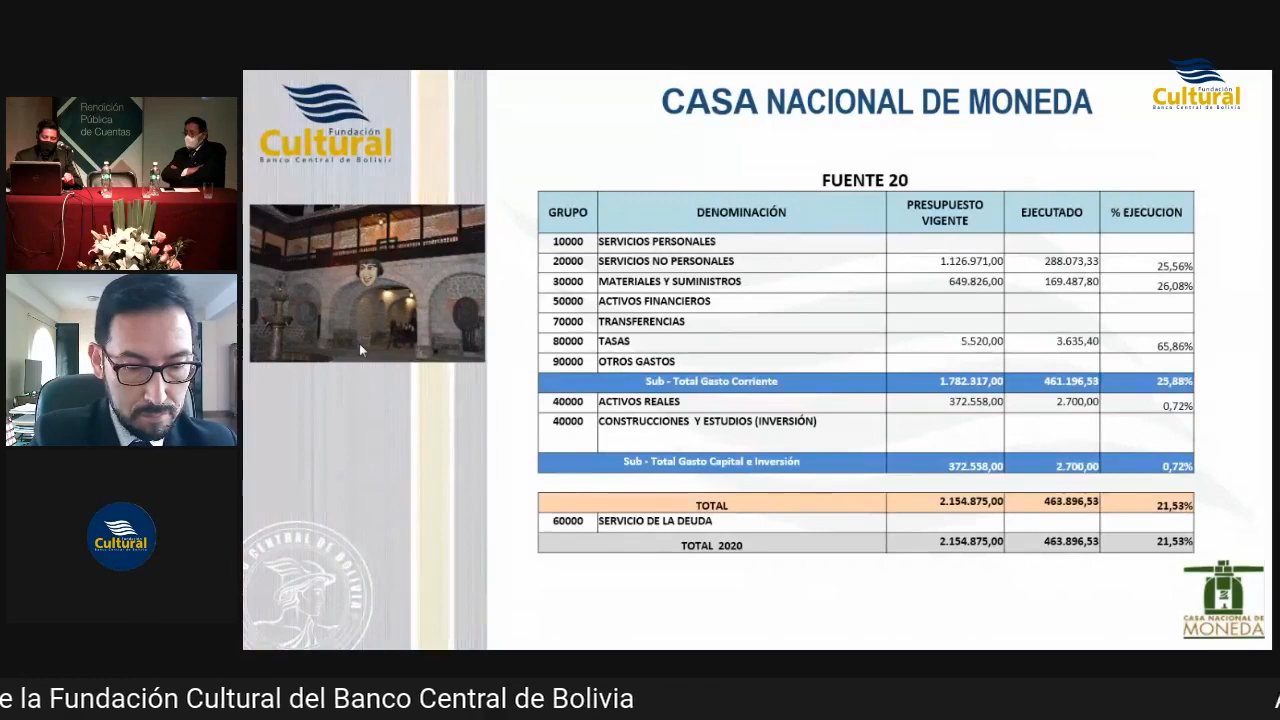 Rendición
Pública
de Cuentas
Fundación
Cultural
Banco Central de Bolivia
CASA NACIONAL DE MONEDA
Fundación
Cultural
Banco Central de Bolivia
FUENTE 20
GRUPO DENOMINACIÓN PRESUPUESTO VIGENTE EJECUTADO % EJECUCION
10000 SERVICIOS PERSONALES
20000 SERVICIOS NO PERSONALES 1.126.971,00 288.073,33 25,56%
30000 MATERIALES Y SUMINISTROS 649.826,00 169.487,80 26,08%
50000 ACTIVOS FINANCIEROS
70000 TRANSFERENCIAS
80000 TASAS 5.520,00 3.635,40 65,86%
90000 OTROS GASTOS
Sub - Total Gasto Corriente 1.782.317,00 461.196,53 25,88%
40000 ACTIVOS REALES 372.558,00 2.700,00 0,72%
40000 CONSTRUCCIONES Y ESTUDIOS (INVERSIÓN)
Sub - Total Gasto Capital e Inversión 372.558,00 2.700,00 0,72%
TOTAL 2.154.875,00 463.896,53 21,53%
60000 SERVICIO DE LA DEUDA
TOTAL 2020 2.154.875,00 463.896,53 21,53%
Cultural
CENTRAL DE BOLIVIA
CASA NACIONAL DE
MONEDA
e la Fundación Cultural del Banco Central de Bolivia